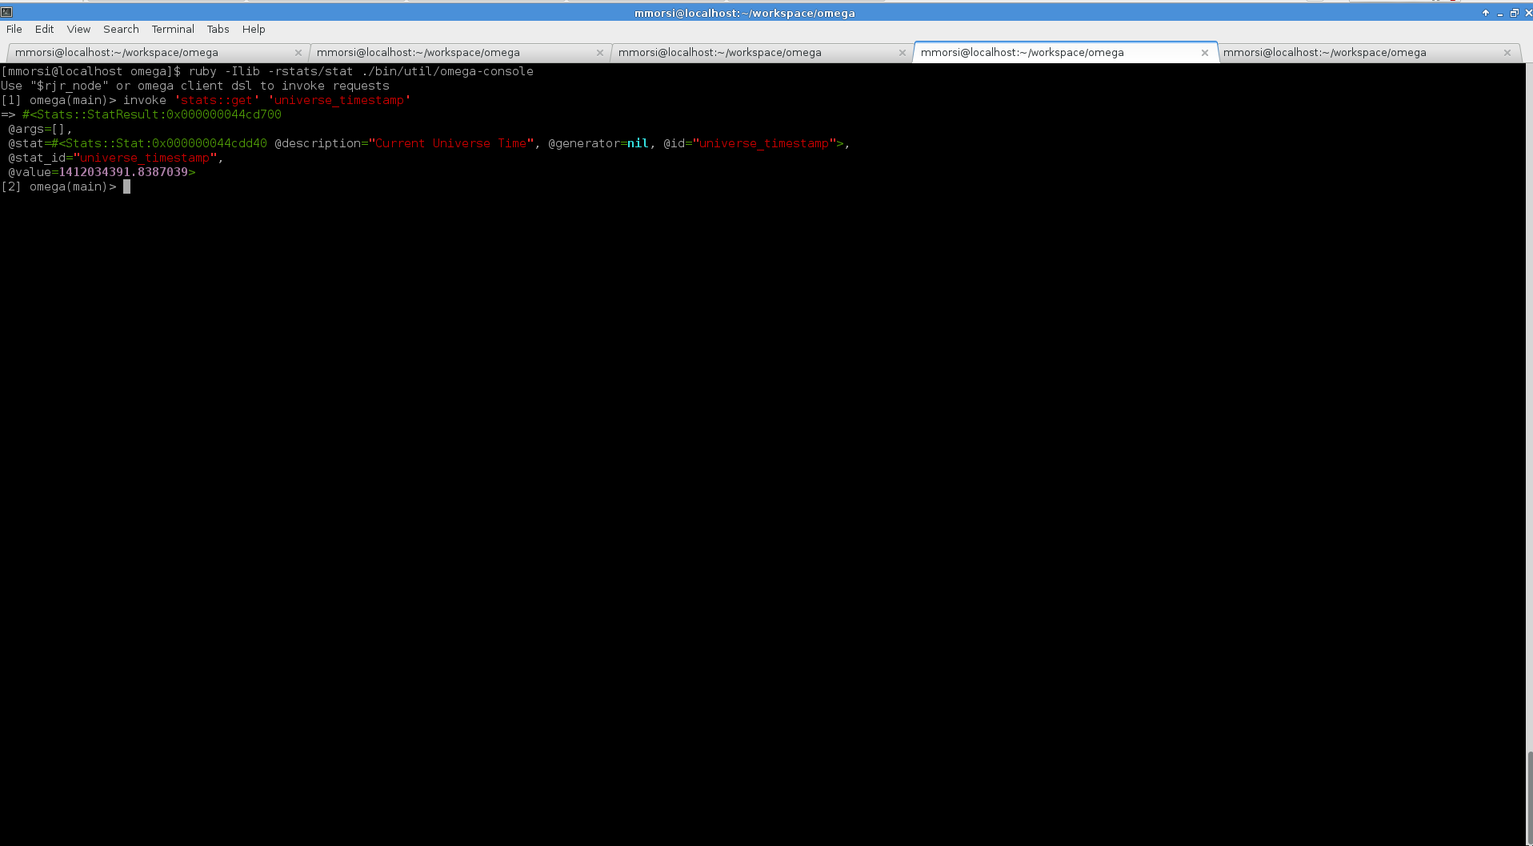 mmorsi@localhost:~/workspace/omega
File Edit View Search Terminal Tabs Help
mmorsi@localhost:~/workspace/omega mmorsi@localhost:~/workspace/omega mmorsi@localhost:~/workspace/omega mmorsi@localhost:~/workspace/omega mmorsi@localhost:~/workspace/omega
[mmorsi@localhost omega]$ ruby -Ilib -rstats/stat ./bin/util/omega-console
Use "$rjr_node" or omega client dsl to invoke requests
[1] omega(main)> invoke 'stats::get' 'universe_timestamp'
=> #<Stats::StatResult:0x000000044cd700
 @args=[],
 @stat=#<Stats::Stat:0x000000044cdd40 @description="Current Universe Time", @generator=nil, @id="universe_timestamp">,
 @stat_id="universe_timestamp",
 @value=1412034391.8387039>
[2] omega(main)>